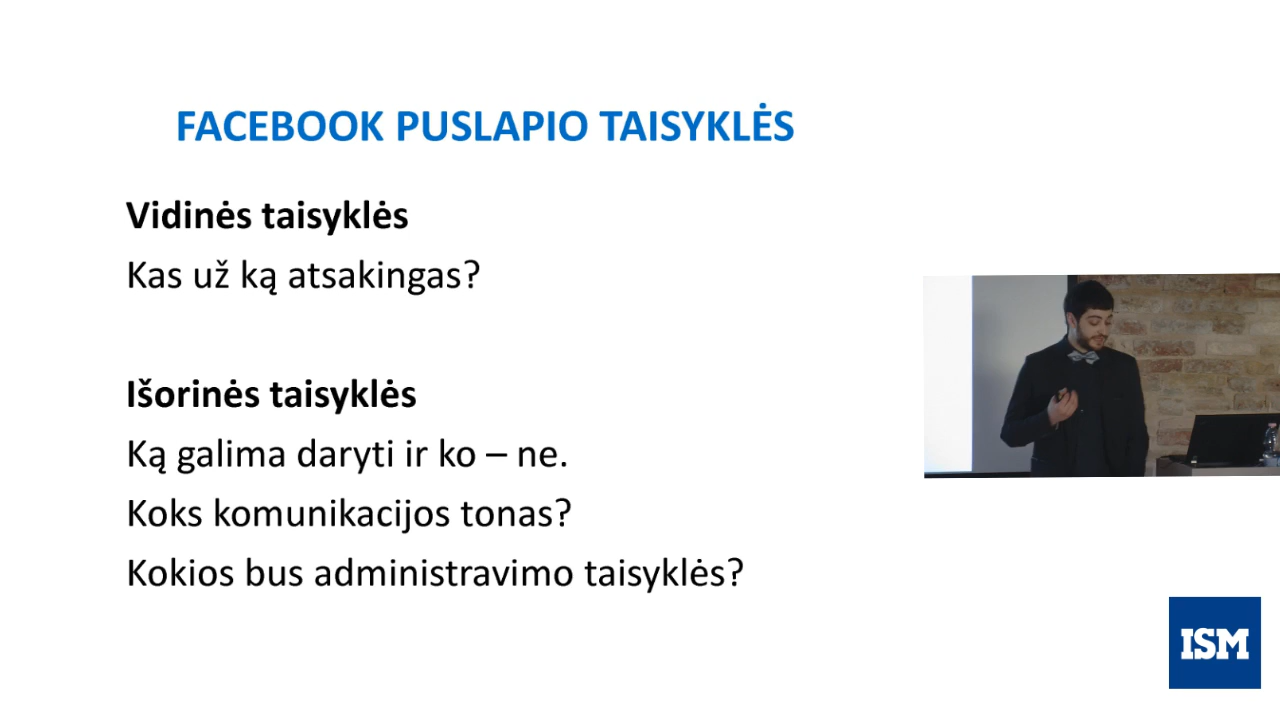 FACEBOOK PUSLAPIO TAISYKLĖS
Vidinės taisyklės
Kas už ką atsakingas?
Išorinės taisyklės
Ką galima daryti ir ko – ne.
Koks komunikacijos tonas?
Kokios bus administravimo taisyklės?
ISM